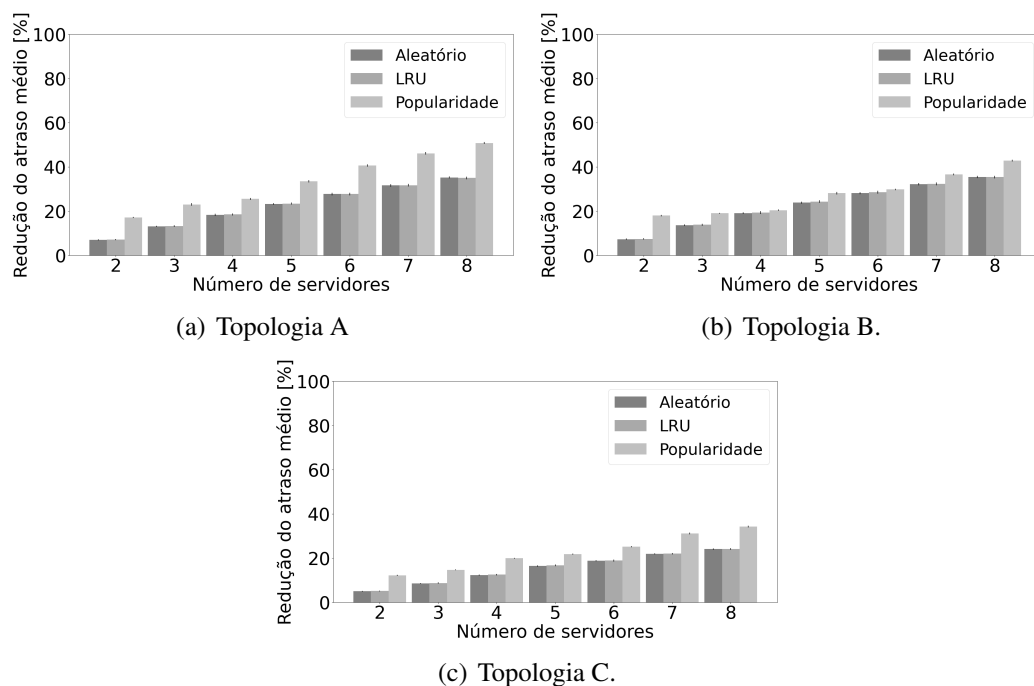 Redução do atraso médio [%]
100
80
60
40
20
0
Aleatório
LRU
Popularidade
2 3 4 5 6 7 8
Número de servidores
(a) Topologia A
Redução do atraso médio [%]
100
80
60
40
20
0
Aleatório
LRU
Popularidade
2 3 4 5 6 7 8
Número de servidores
(b) Topologia B.
Redução do atraso médio [%]
100
80
60
40
20
0
Aleatório
LRU
Popularidade
2 3 4 5 6 7 8
Número de servidores
(c) Topologia C.